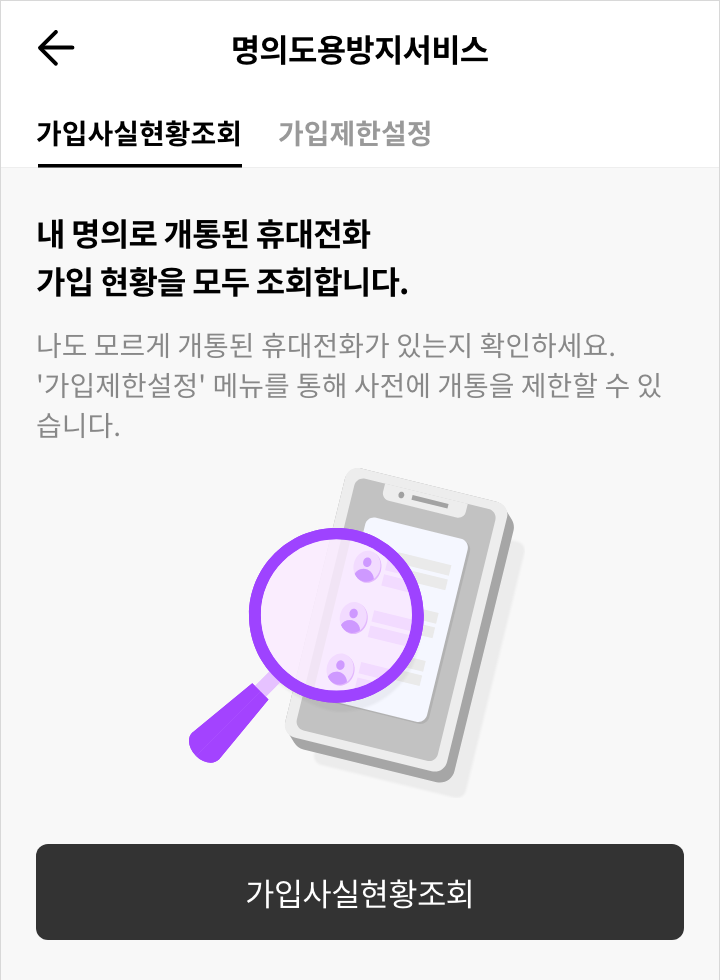 명의도용방지서비스
가입사실현황조회 가입제한설정
내 명의로 개통된 휴대전화
가입 현황을 모두 조회합니다.
나도 모르게 개통된 휴대전화가 있는지 확인하세요.
'가입제한설정' 메뉴를 통해 사전에 개통을 제한할 수 있
습니다.
가입사실현황조회